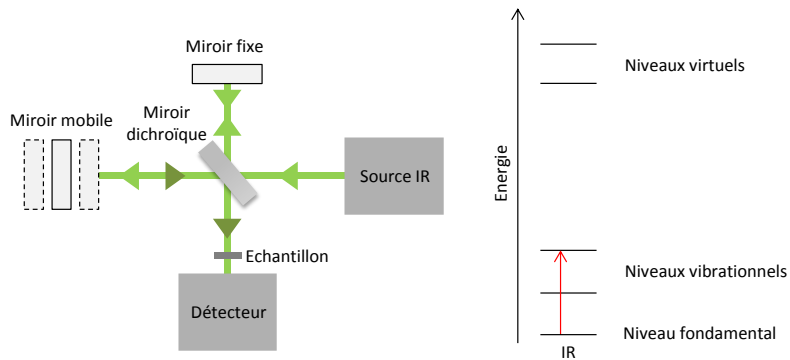 Miroir fixe
Miroir
dichroïque
Miroir mobile
Source IR
Echantillon
Détecteur
Energie
Niveaux virtuels
Niveaux vibrationnels
Niveau fondamental
IR